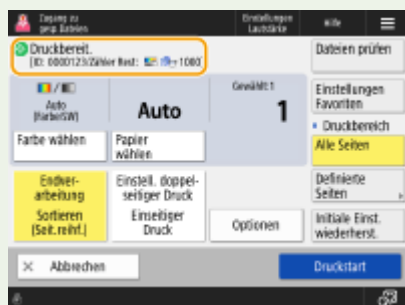 Zugang zu
gesp. Dateien
Einstellungen
Lautstärke
Hilfe
Druckbereit.
[ID: 0000123/Zähler Rest: 1000]
Dateien prüfen
Auto
(Farbe/SW)
Auto
Gewählt: 1
1
Einstellungen
Favoriten
Druckbereich
Alle Seiten
Farbe wählen
Papier
wählen
Endver-
arbeitung
Sortieren
(Seit.reihf.)
Einstell. doppel-
seitiger Druck
Einseitiger
Druck
Optionen
Definierte
Seiten
Initiale Einst.
wiederherst.
Abbrechen
Druckstart